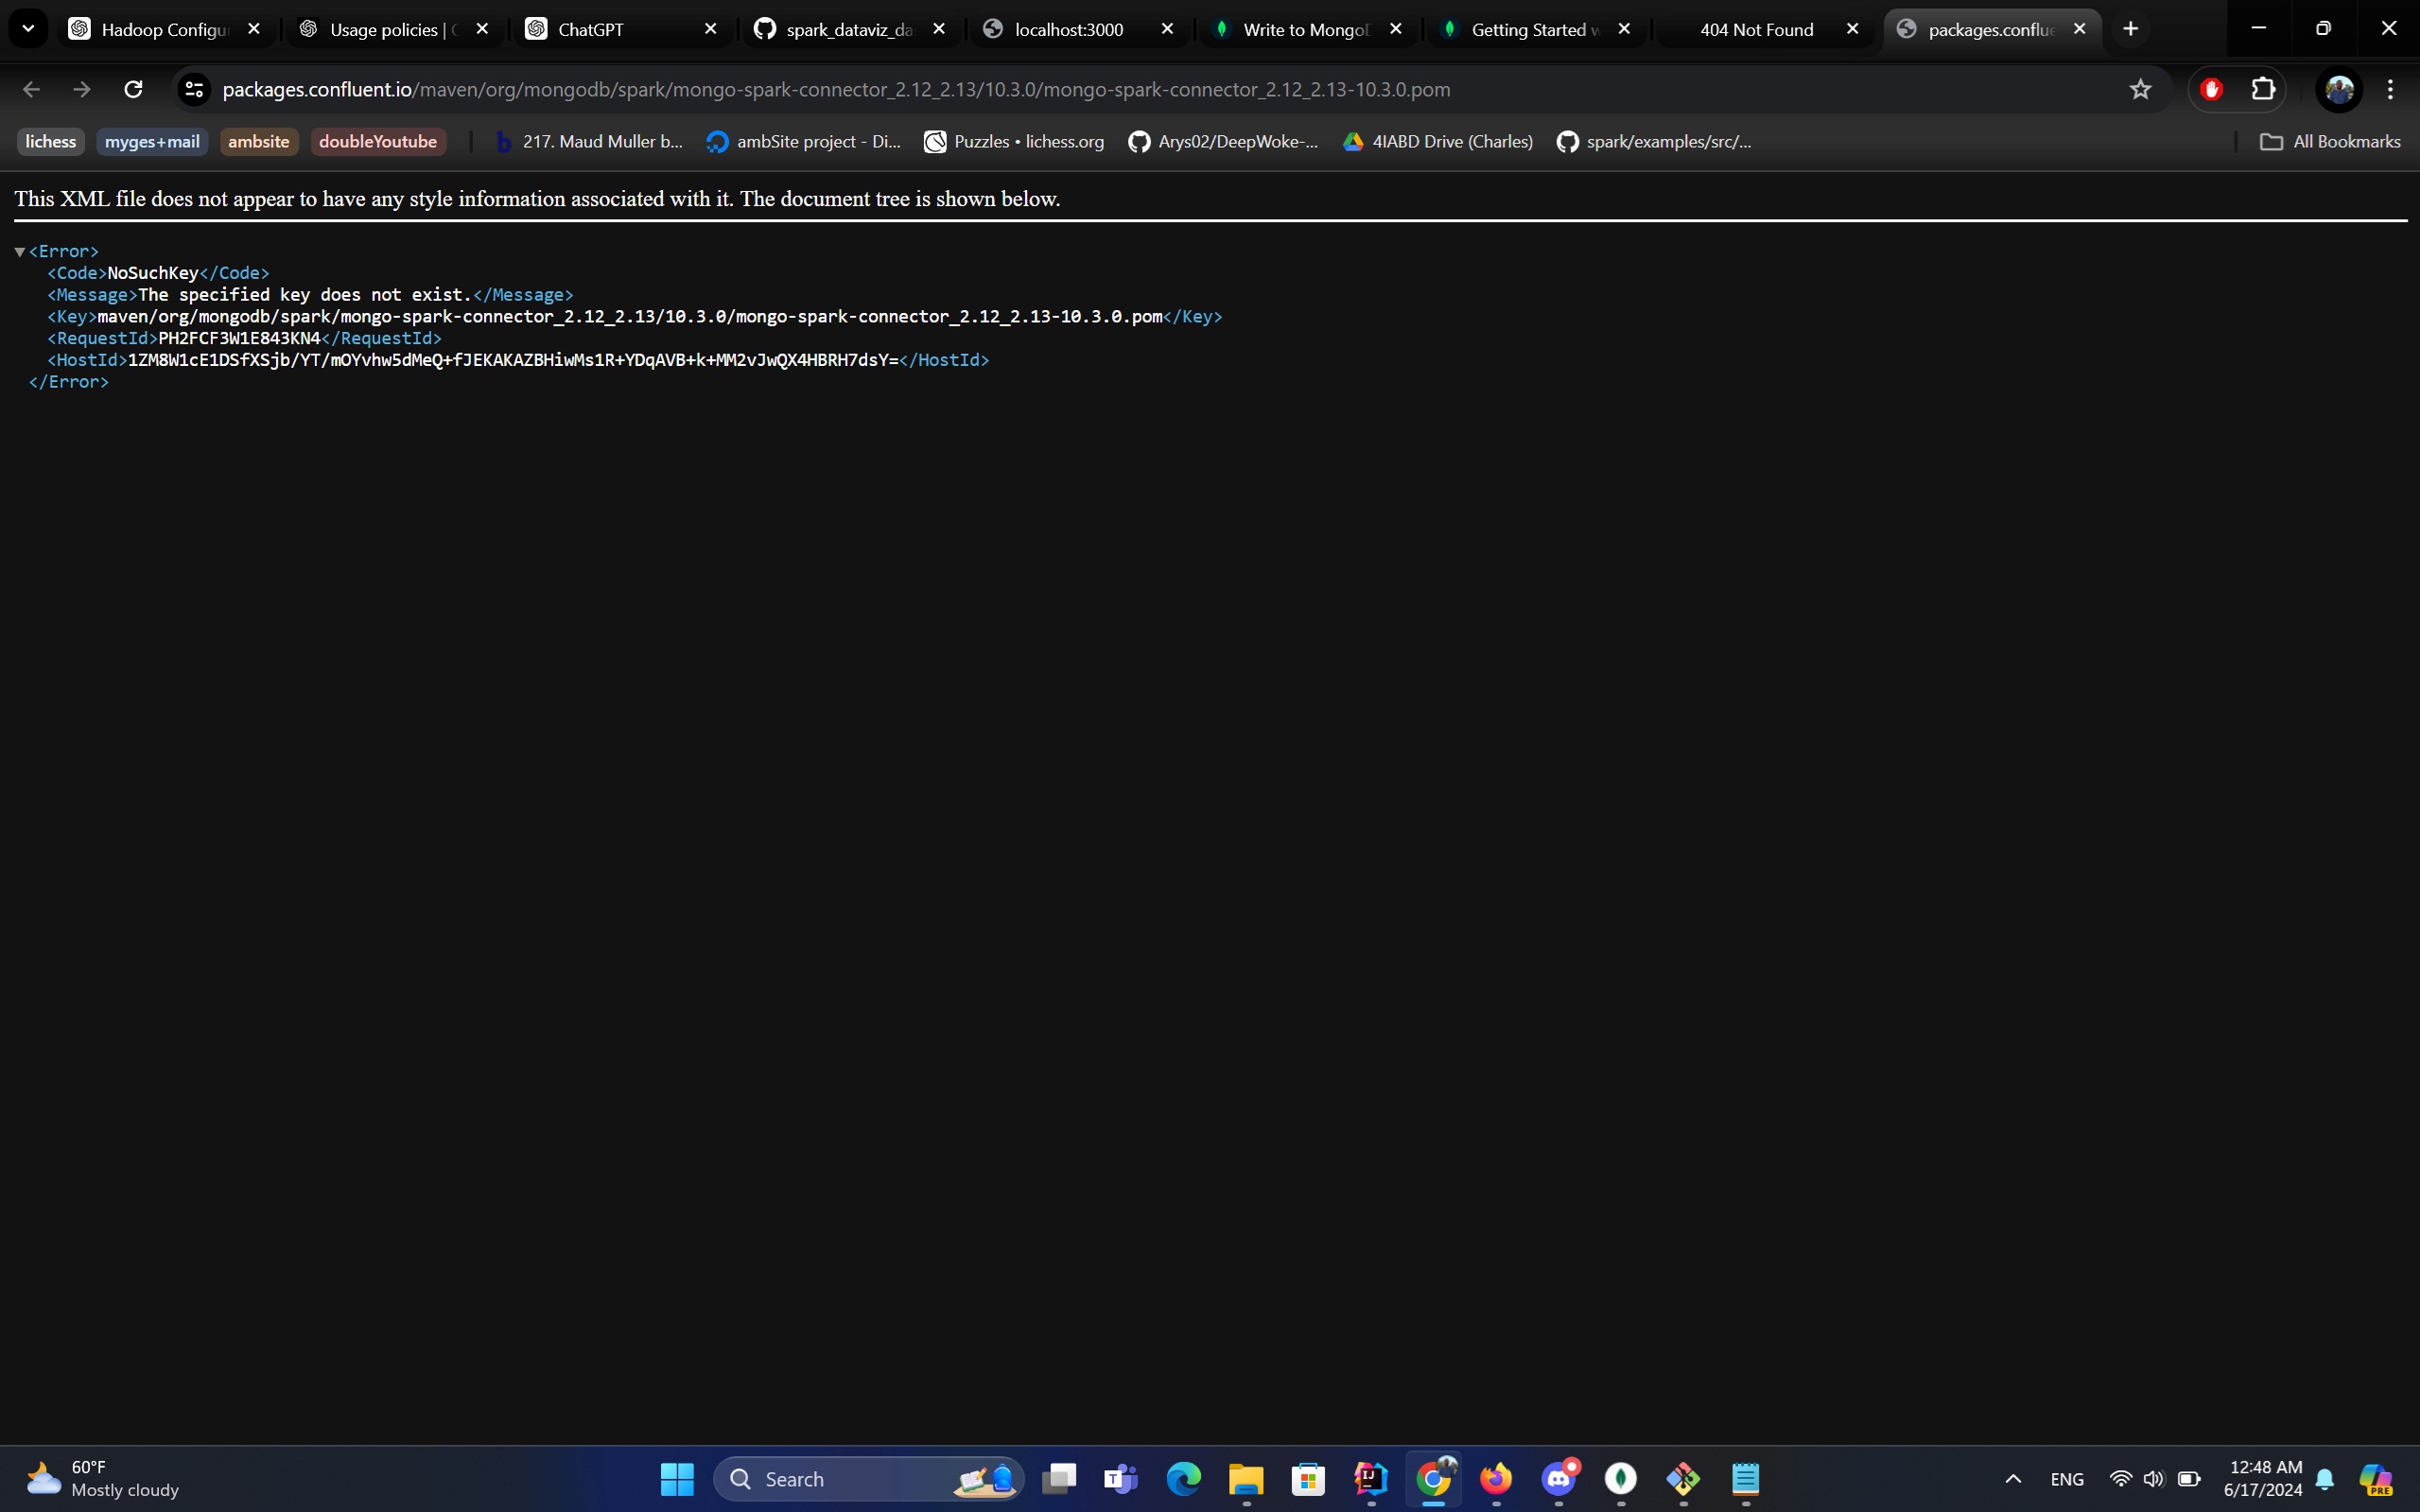 Hadoop Configu
Usage policies |
ChatGPT
spark_dataviz_da
localhost:3000
Write to Mongo
Getting Started
404 Not Found
packages.conflue
packages.confluent.io/maven/org/mongodb/spark/mongo-spark-connector_2.12_2.13/10.3.0/mongo-spark-connector_2.12_2.13-10.3.0.pom
lichess
myges+mail
ambsite
doubleYoutube
217. Maud Muller b...
ambSite project - Di...
Puzzles • lichess.org
Arys02/DeepWoke-...
4IABD Drive (Charles)
spark/examples/src/...
All Bookmarks
This XML file does not appear to have any style information associated with it. The document tree is shown below.
<Error>
<Code>NoSuchKey</Code>
<Message>The specified key does not exist.</Message>
<Key>maven/org/mongodb/spark/mongo-spark-connector_2.12_2.13/10.3.0/mongo-spark-connector_2.12_2.13-10.3.0.pom</Key>
<RequestId>PH2FCF3W1E843KN4</RequestId>
<HostId>1ZM8W1cE1DSfXSjb/YT/mOYvhw5dMeQ+fJEKAKAZBHiwMs1R+YDqAVB+k+MM2vJwQX4HBRH7dsY=</HostId>
</Error>
60°F
Mostly cloudy
Search
ENG
12:48 AM
6/17/2024
PRE